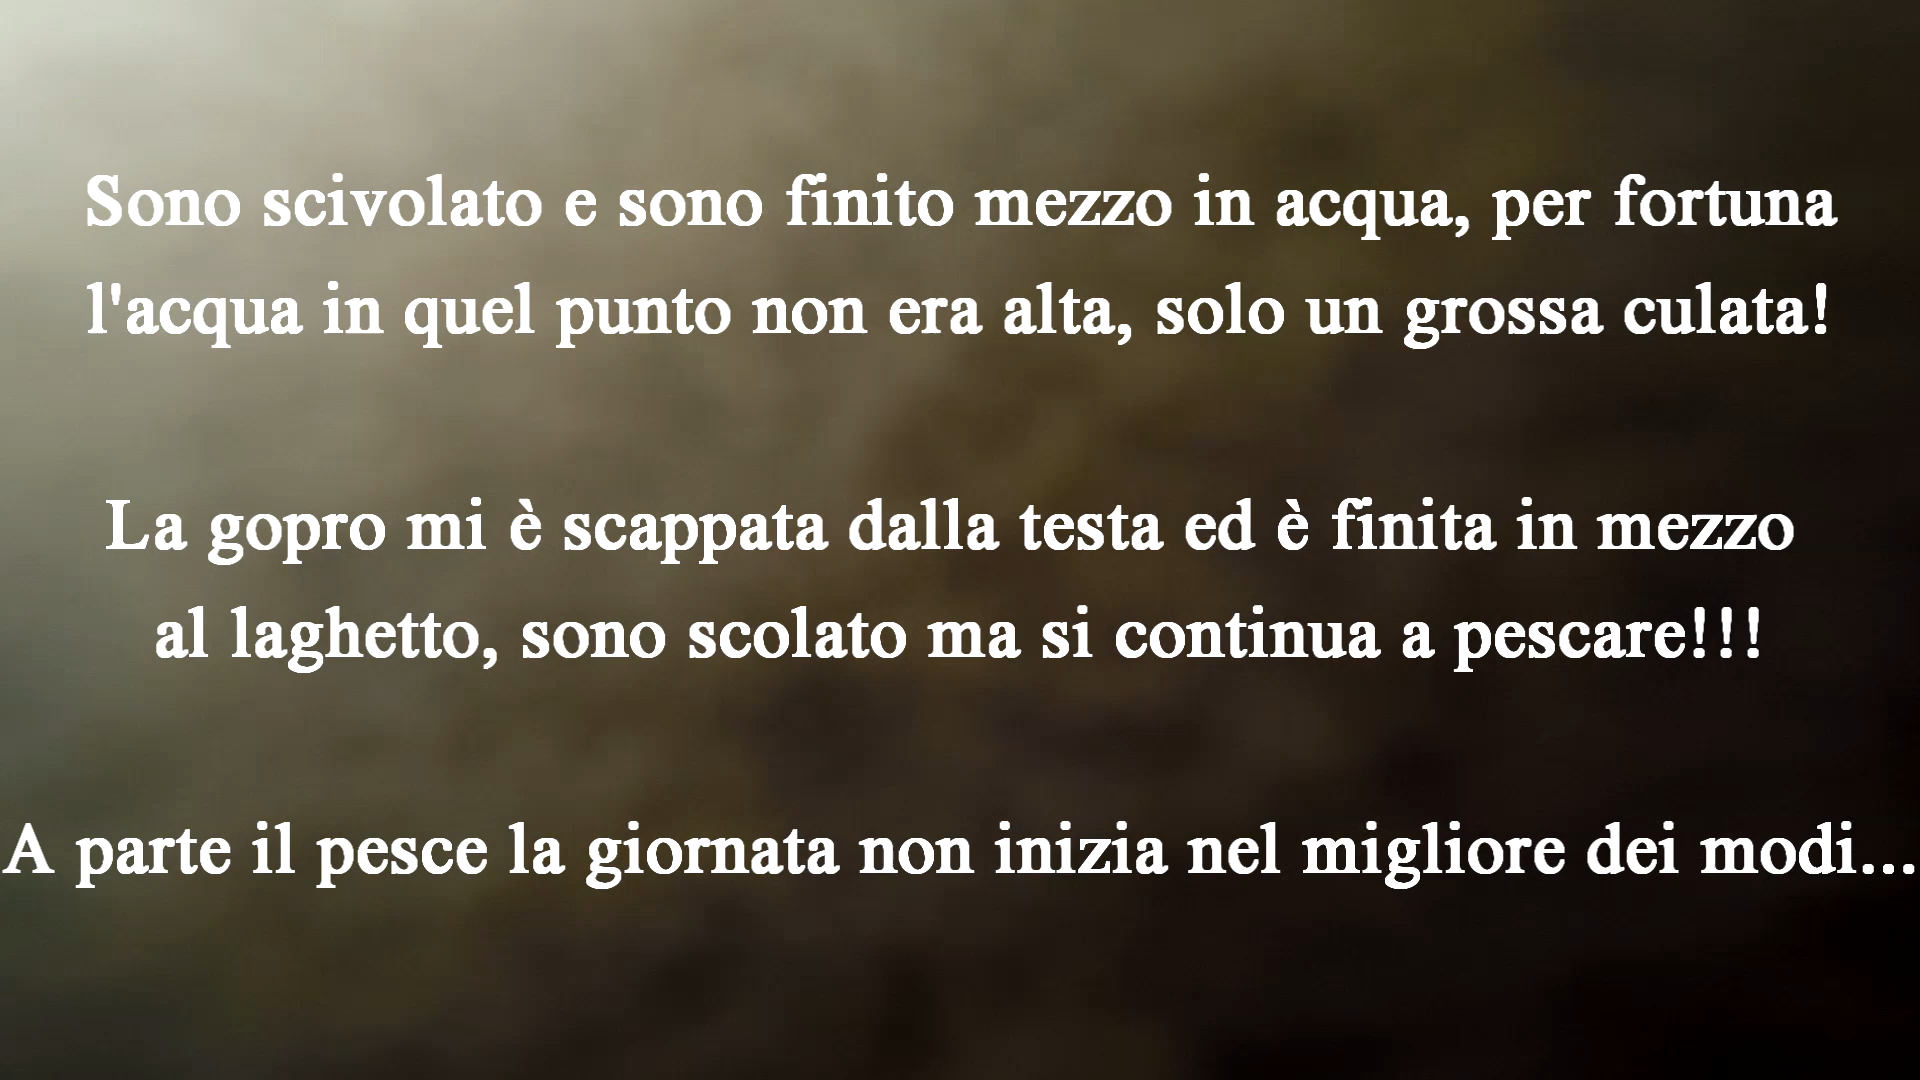 Sono scivolato e sono finito mezzo in acqua, per fortuna
l'acqua in quel punto non era alta, solo un grossa culata!
La gopro mi è scappata dalla testa ed è finita in mezzo
al laghetto, sono scolato ma si continua a pescare!!!
A parte il pesce la giornata non inizia nel migliore dei modi...